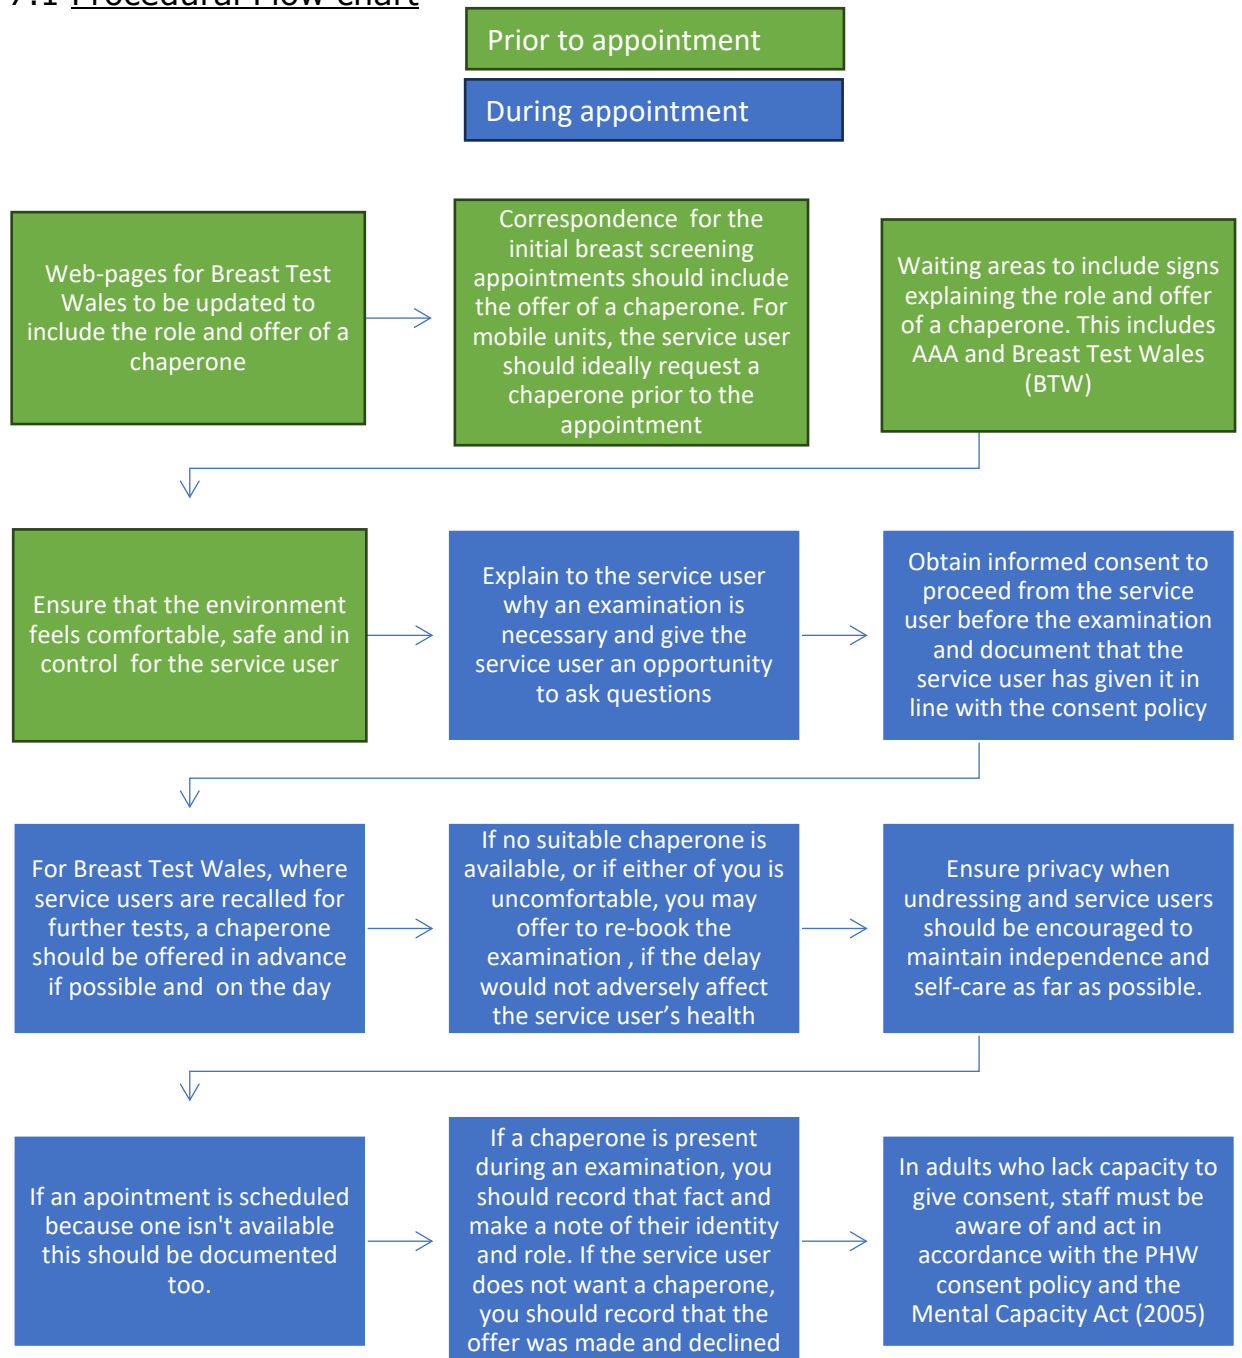 7.1 Procedural Flow chart
Prior to appointment
During appointment
Web-pages for Breast Test
Wales to be updated to
include the role and offer of a
chaperone
Correspondence for the
initial breast screening
appointments should include
the offer of a chaperone. For
mobile units, the service user
should ideally request a
chaperone prior to the
appointment
Waiting areas to include signs
explaining the role and offer
of a chaperone. This includes
AAA and Breast Test Wales
(BTW)
Ensure that the environment
feels comfortable, safe and in
control for the service user
Explain to the service user
why an examination is
necessary and give the
service user an opportunity
to ask questions
Obtain informed consent to
proceed from the service
user before the examination
and document that the
service user has given it in
line with the consent policy
For Breast Test Wales, where
service users are recalled for
further tests, a chaperone
should be offered in advance
if possible and on the day
If no suitable chaperone is
available, or if either of you is
uncomfortable, you may
offer to re-book the
examination , if the delay
would not adversely affect
the service user’s health
Ensure privacy when
undressing and service users
should be encouraged to
maintain independence and
self-care as far as possible.
If an apointment is scheduled
because one isn't available
this should be documented
too.
If a chaperone is present
during an examination, you
should record that fact and
make a note of their identity
and role. If the service user
does not want a chaperone,
you should record that the
offer was made and declined
In adults who lack capacity to
give consent, staff must be
aware of and act in
accordance with the PHW
consent policy and the
Mental Capacity Act (2005)